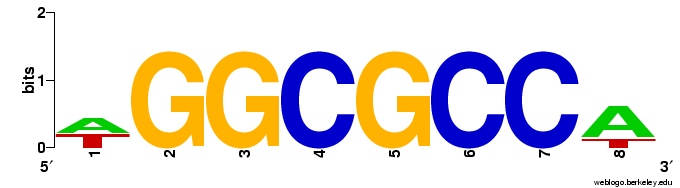 2
bits
1
0
A GGCGCC A
T T
1 2 3 4 5 6 7 8
5′ 3′
weblogo.berkeley.edu